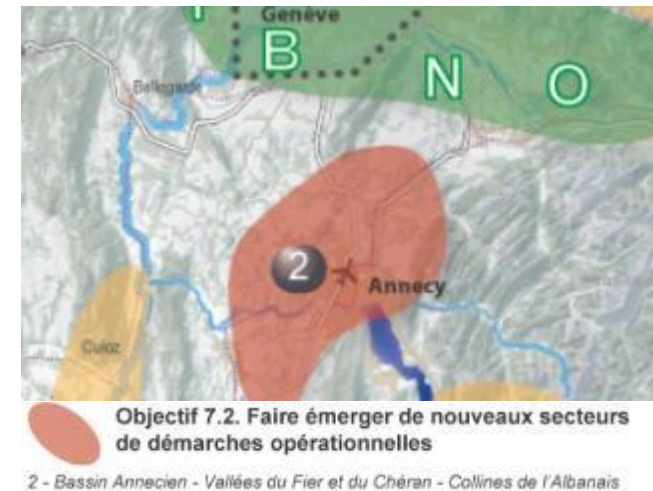 Genève
B
N
O
Bellegarde
2
Annecy
Culoz
Objectif 7.2. Faire émerger de nouveaux secteurs
de démarches opérationnelles
2 - Bassin Annecien - Vallées du Fier et du Chéran - Collines de l'Albanais